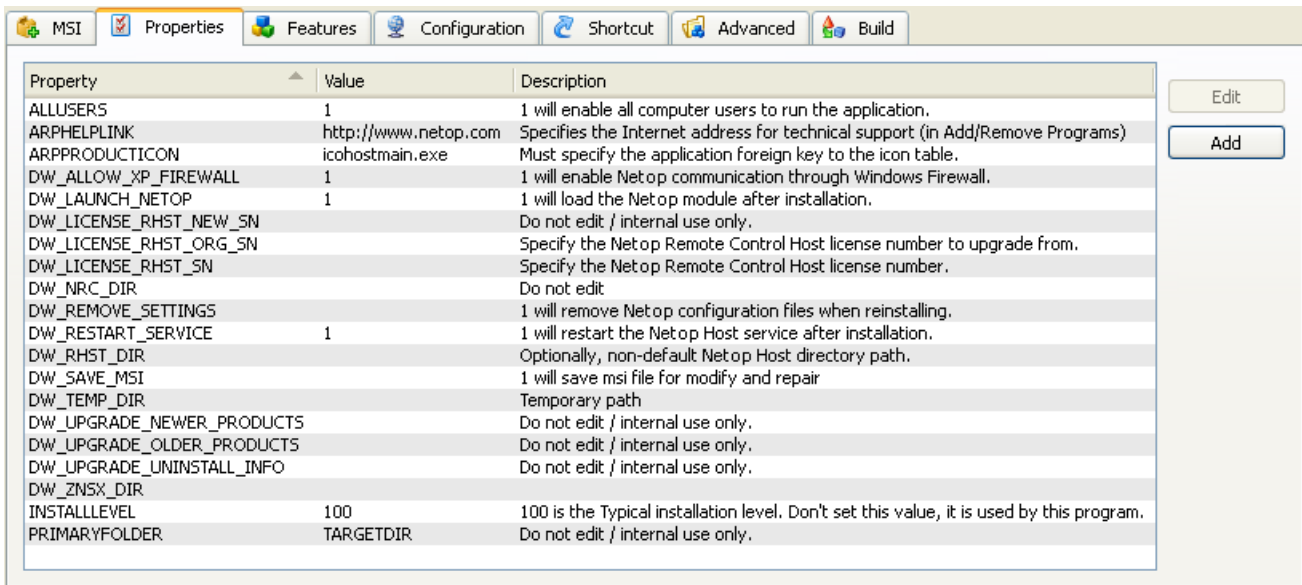 MSI Properties Features Configuration Shortcut Advanced Build
Property Value Description
ALLUSERS 1 1 will enable all computer users to run the application.
ARPHELPLINK http://www.netop.com Specifies the Internet address for technical support (in Add/Remove Programs)
ARPPRODUCTICON icohostmain.exe Must specify the application foreign key to the icon table.
DW_ALLOW_XP_FIREWALL 1 1 will enable Netop communication through Windows Firewall.
DW_LAUNCH_NETOP 1 1 will load the Netop module after installation.
DW_LICENSE_RHST_NEW_SN Do not edit / internal use only.
DW_LICENSE_RHST_ORG_SN Specify the Netop Remote Control Host license number to upgrade from.
DW_LICENSE_RHST_SN Specify the Netop Remote Control Host license number.
DW_NRC_DIR Do not edit
DW_REMOVE_SETTINGS 1 will remove Netop configuration files when reinstalling.
DW_RESTART_SERVICE 1 1 will restart the Netop Host service after installation.
DW_RHST_DIR Optionally, non-default Netop Host directory path.
DW_SAVE_MSI 1 will save msi file for modify and repair
DW_TEMP_DIR Temporary path
DW_UPGRADE_NEWER_PRODUCTS Do not edit / internal use only.
DW_UPGRADE_OLDER_PRODUCTS Do not edit / internal use only.
DW_UPGRADE_UNINSTALL_INFO Do not edit / internal use only.
DW_ZNSX_DIR
INSTALLLEVEL 100 100 is the Typical installation level. Don't set this value, it is used by this program.
PRIMARYFOLDER TARGETDIR Do not edit / internal use only.
Edit
Add